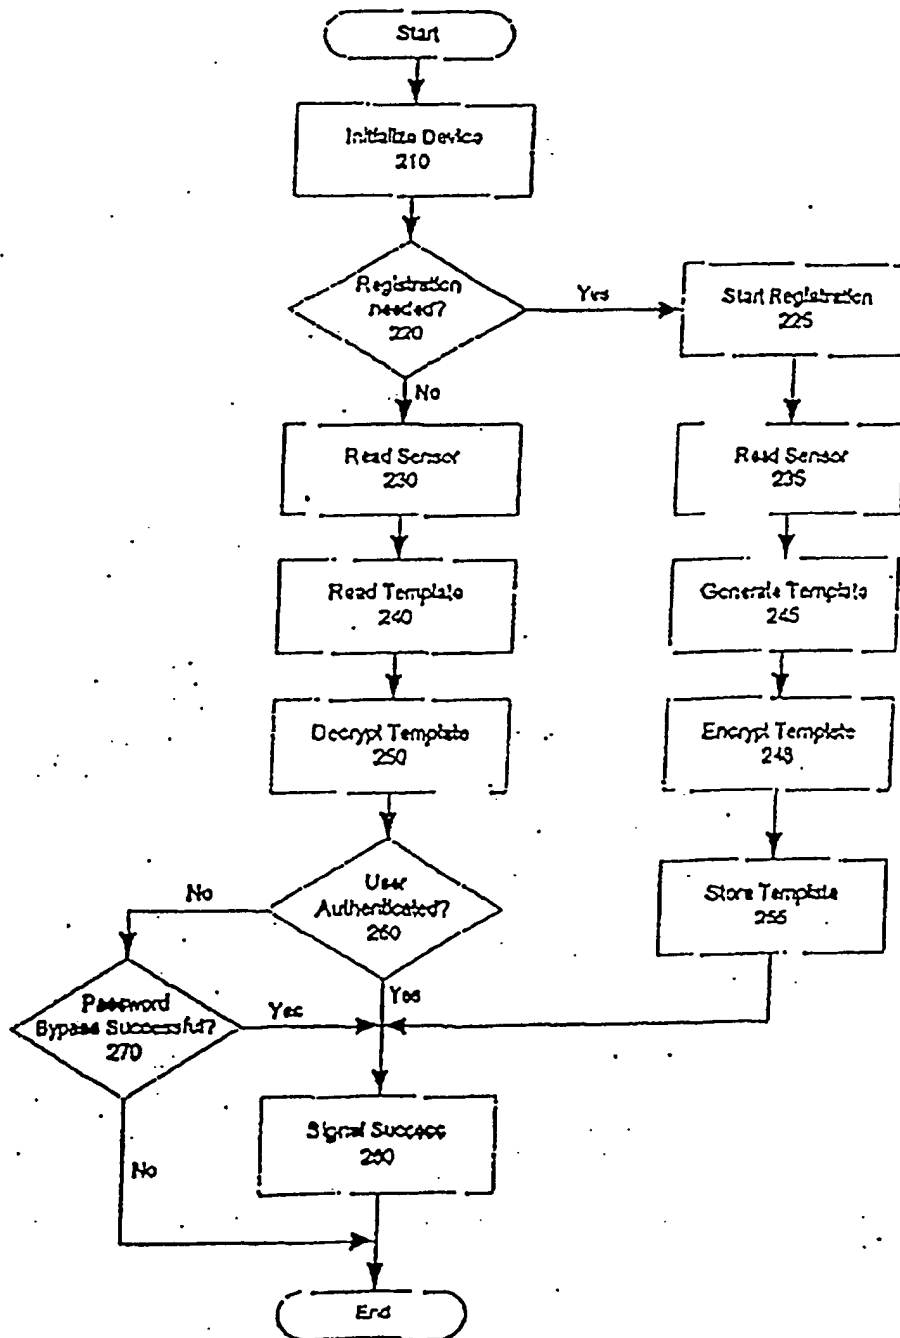 Start
Initialize Device
210
Registration
needed?
220
Yes
Start Registration
225
No
Read Sensor
230
Read Sensor
235
Read Template
240
Generate Template
245
Decrypt Template
250
Encrypt Template
248
User
Authenticated?
260
No
Store Template
255
Yes
Password
Bypass Successful?
270
Yes
Signal Success
No
End